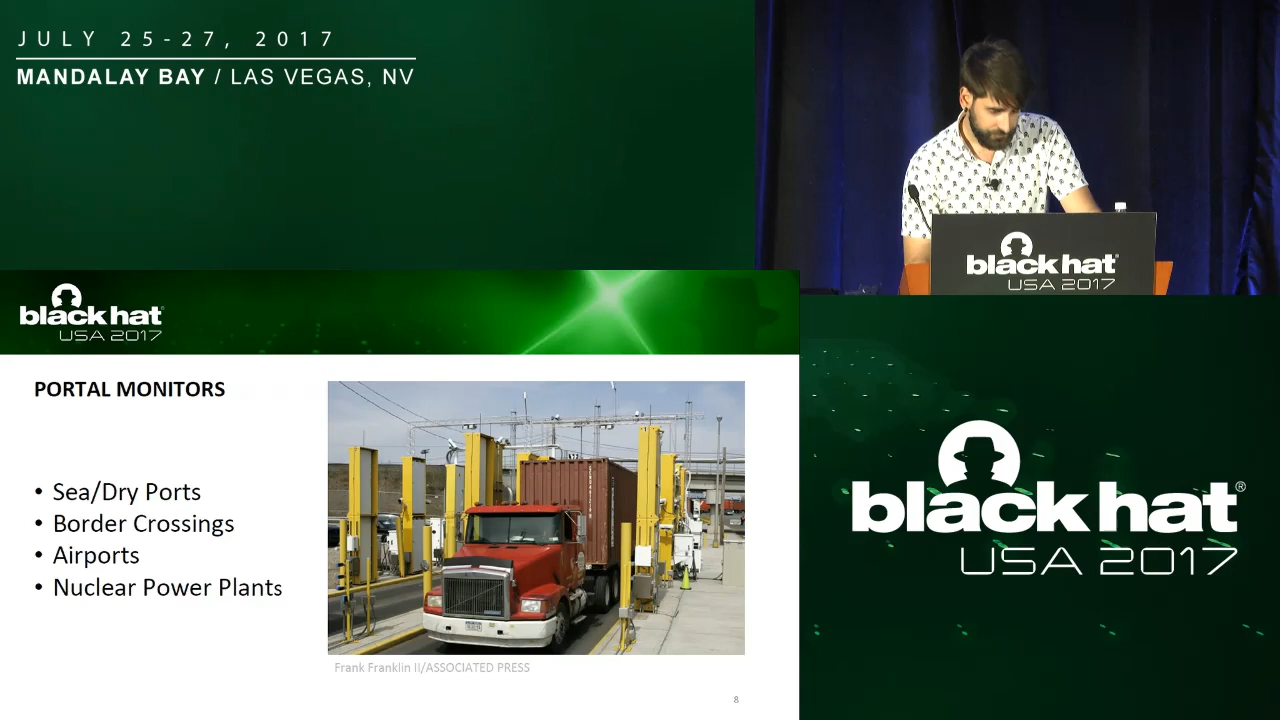 JULY 25-27, 2017
MANDALAY BAY / LAS VEGAS, NV
black hat
USA 2017
black hat
USA 2017
PORTAL MONITORS
• Sea/Dry Ports
• Border Crossings
• Airports
• Nuclear Power Plants
Frank Franklin II/ASSOCIATED PRESS
8
black hat®
USA 2017